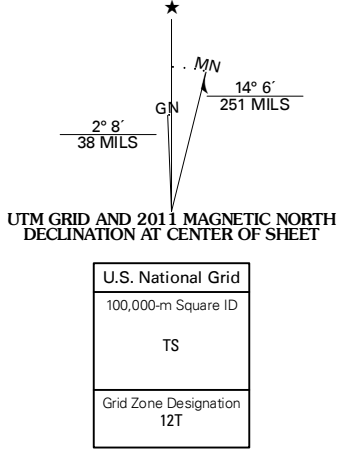 ★
MN
GN
14° 6´
251 MILS
2° 8´
38 MILS
UTM GRID AND 2011 MAGNETIC NORTH
DECLINATION AT CENTER OF SHEET
U.S. National Grid
100,000-m Square ID
TS
Grid Zone Designation
12T